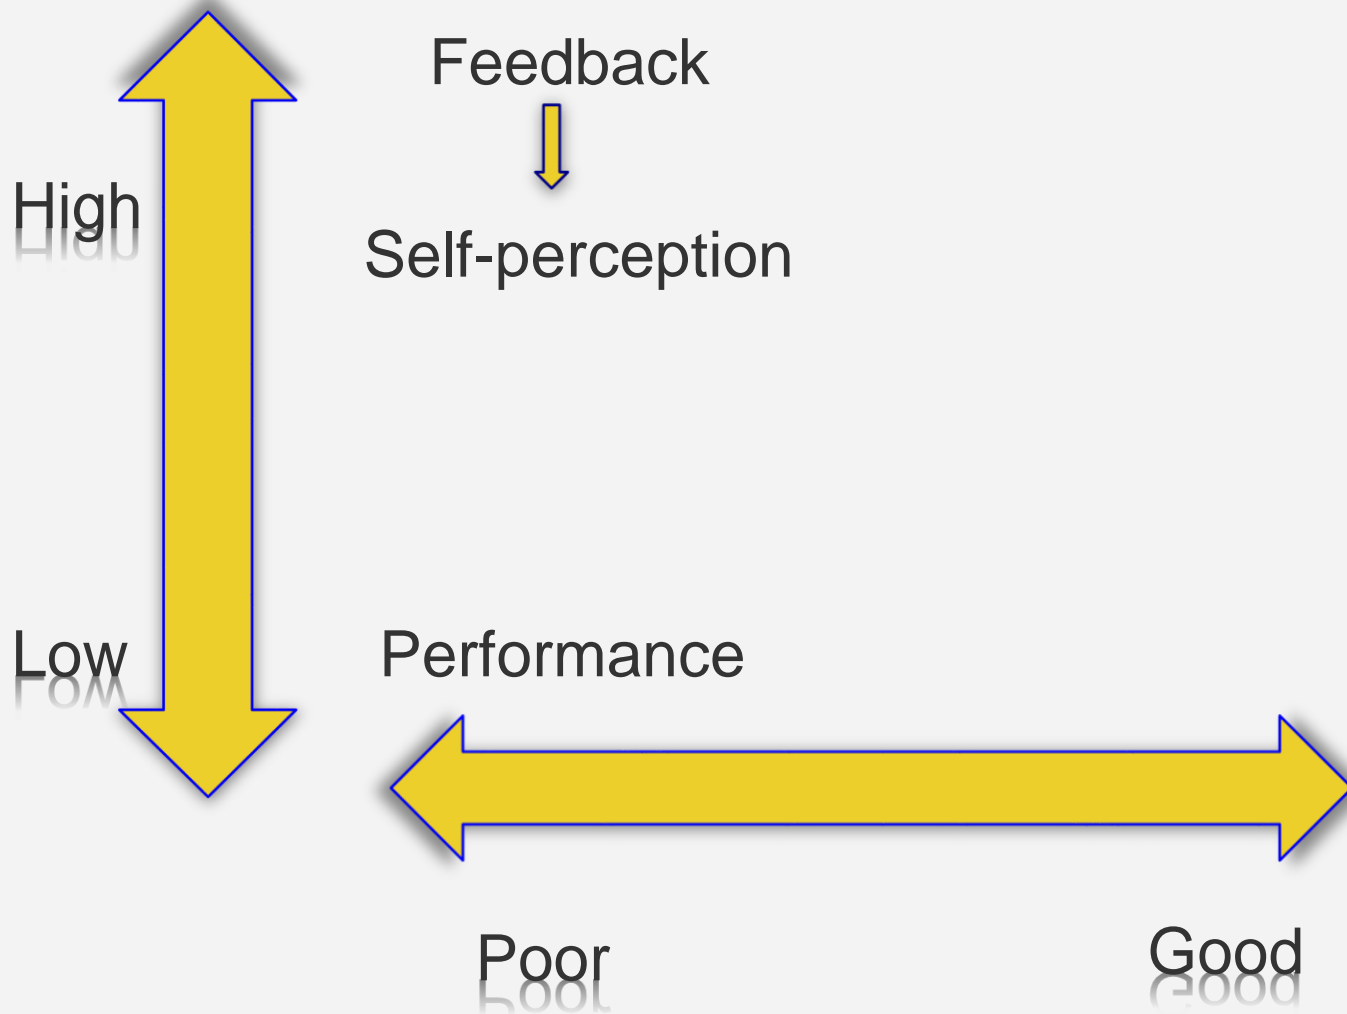 Feedback
High
Self-perception
Low
Performance
Poor
Good